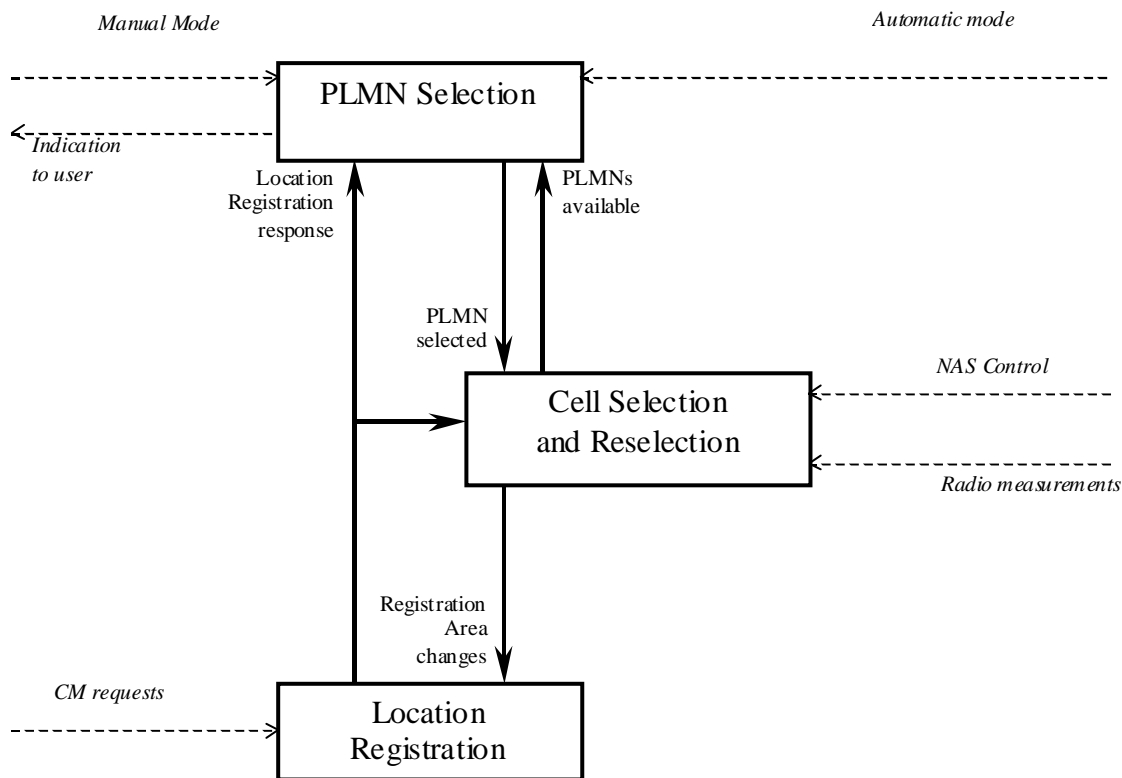 Manual Mode
Automatic mode
PLMN Selection
Indication
to user
Location
Registration
response
PLMNs
available
PLMN
selected
NAS Control
Cell Selection
and Reselection
Radio measurements
Registration
Area
changes
CM requests
Location
Registration